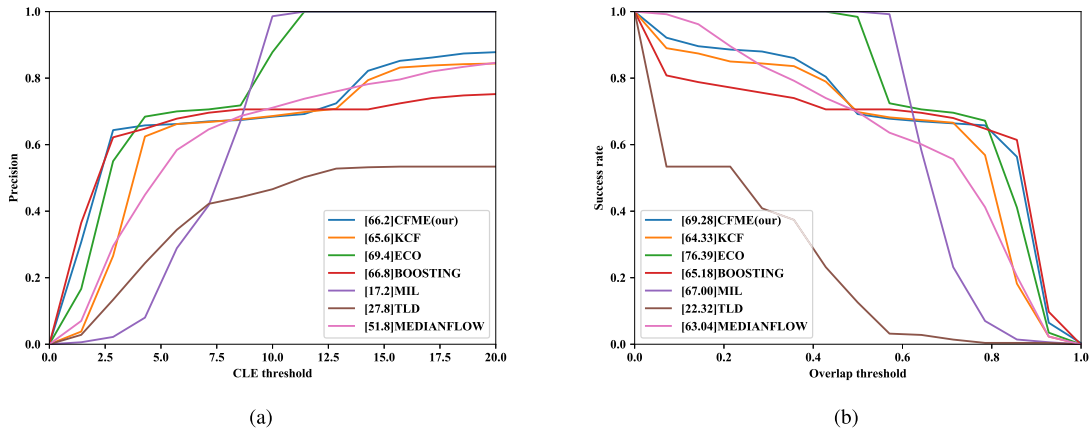 1.0
0.8
0.6
0.4
0.2
0.0
Precision
0.0
2.5
5.0
7.5
10.0
12.5
15.0
17.5
20.0
CLE threshold
[66.2]CFME(our)
[65.6]KCF
[69.4]ECO
[66.8]BOOSTING
[17.2]MIL
[27.8]TLD
[51.8]MEDIANFLOW
(a)
1.0
0.8
0.6
0.4
0.2
0.0
Success rate
0.0
0.2
0.4
0.6
0.8
1.0
Overlap threshold
[69.28]CFME(our)
[64.33]KCF
[76.39]ECO
[65.18]BOOSTING
[67.00]MIL
[22.32]TLD
[63.04]MEDIANFLOW
(b)